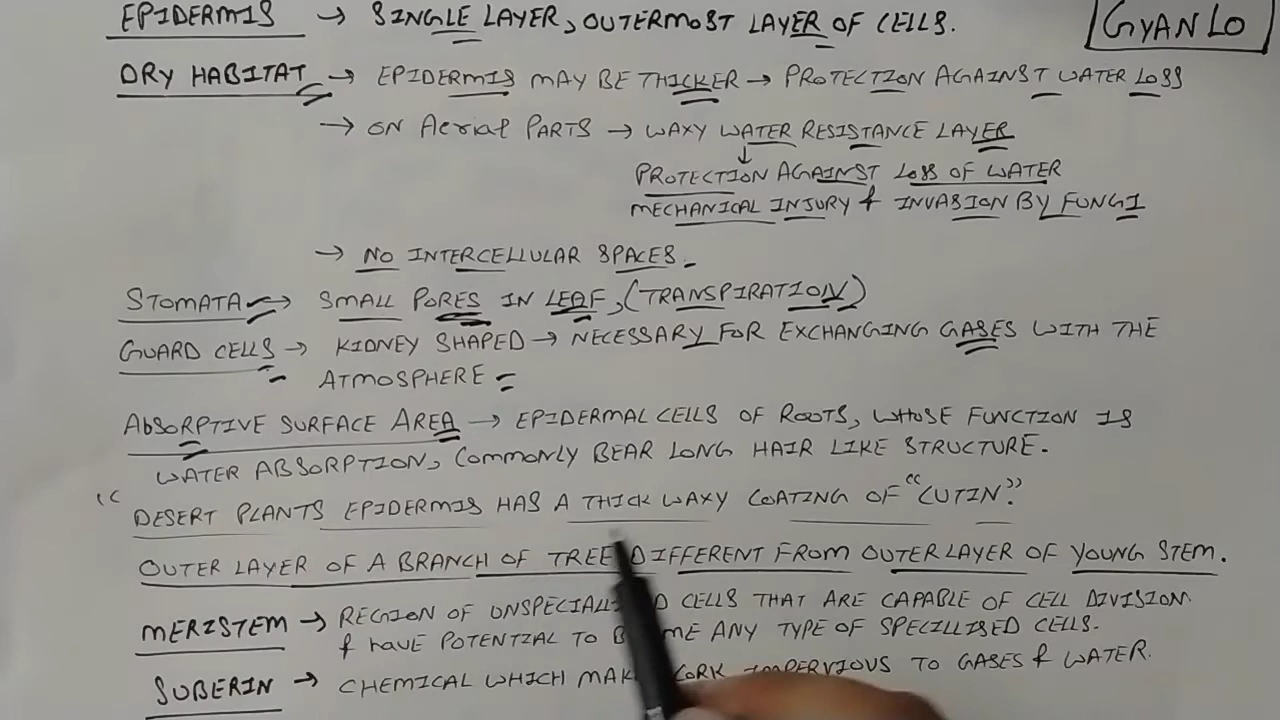 EPIDERMIS → SINGLE LAYER, OUTERMOST LAYER OF CELLS.
GYANLO
DRY HABITAT → EPIDERMIS MAY BE THICKER → PROTECTION AGAINST WATER LOSS
→ ON Aerial PARTS → WAXY WATER RESISTANCE LAYER
↓
PROTECTION AGAINST LOSS OF WATER
MECHANICAL INJURY & INVASION BY FUNGI
→ NO INTERCELLULAR SPACES.
STOMATA → SMALL PORES IN LEAF, (TRANSPIRATION)
GUARD CELLS → KIDNEY SHAPED → NECESSARY FOR EXCHANGING GASES WITH THE
ATMOSPHERE
ABSORPTIVE SURFACE AREA → EPIDERMAL CELLS OF ROOTS, WHOSE FUNCTION IS
WATER ABSORPTION, COMMONLY BEAR LONG HAIR LIKE STRUCTURE.
“ DESERT PLANTS EPIDERMIS HAS A THICK WAXY COATING OF “CUTIN”.
OUTER LAYER OF A BRANCH OF TREE DIFFERENT FROM OUTER LAYER OF YOUNG STEM.
MERISTEM → REGION OF CELLS THAT ARE CAPABLE OF CELL DIVISION.
& HAVE POTENTIAL TO ANY TYPE OF SPECILLISED CELLS.
SUBERIN → CHEMICAL WHICH CORK IMPERVIOUS TO GASES & WATER.